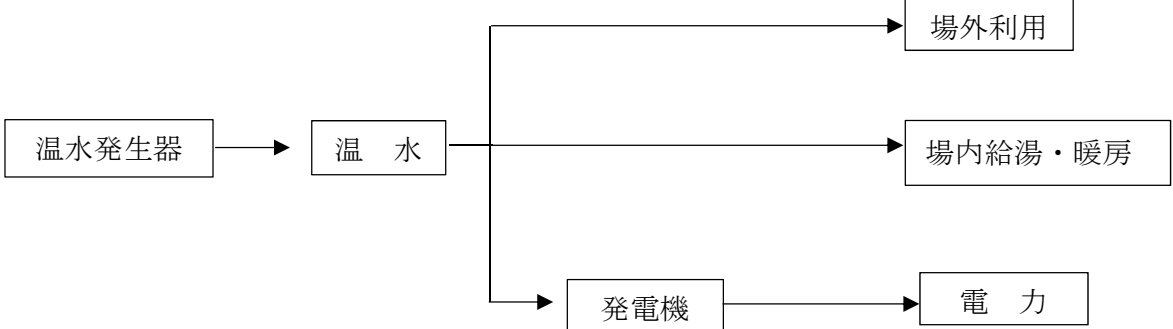 場外利用
温水発生器
温　水
場内給湯・暖房
発電機
電　力